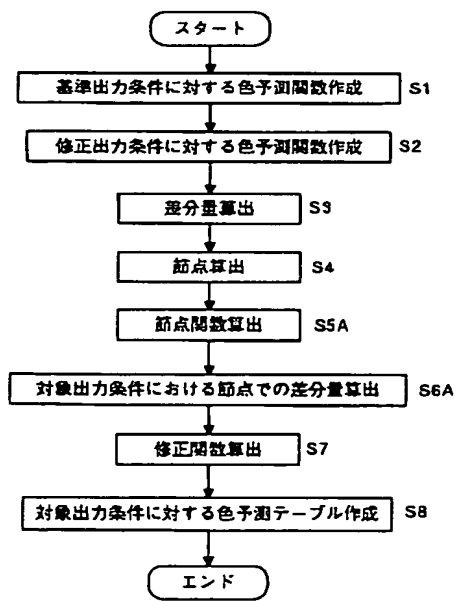 スタート
基準出力条件に対する色予測関数作成 S1
修正出力条件に対する色予測関数作成 S2
差分量算出 S3
節点算出 S4
節点関数算出 S5A
対象出力条件における節点での差分量算出 S6A
修正関数算出 S7
対象出力条件に対する色予測テーブル作成 S8
エンド